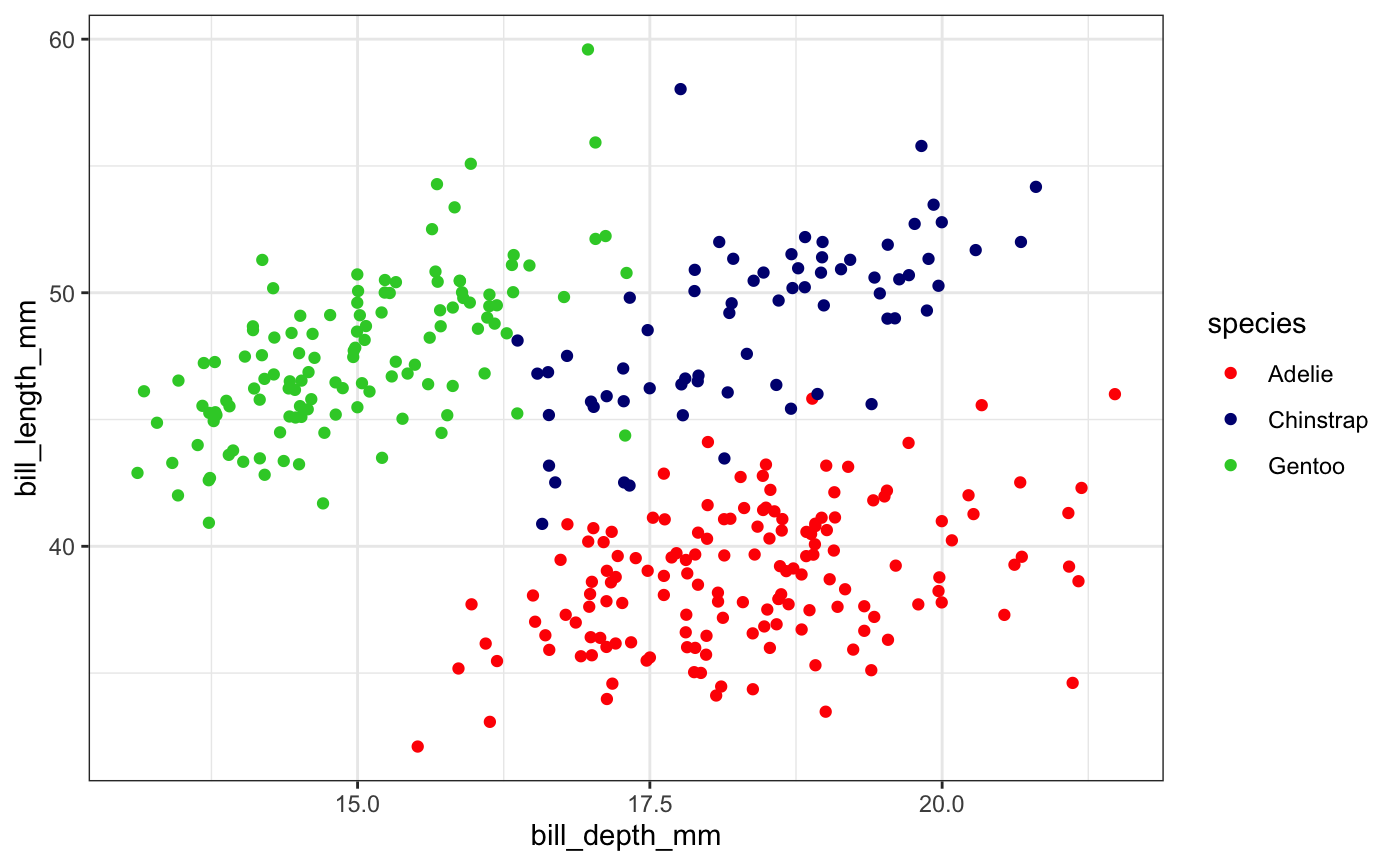 60
50
40
bill_length_mm
15.0
17.5
20.0
bill_depth_mm
species
Adelie
Chinstrap
Gentoo